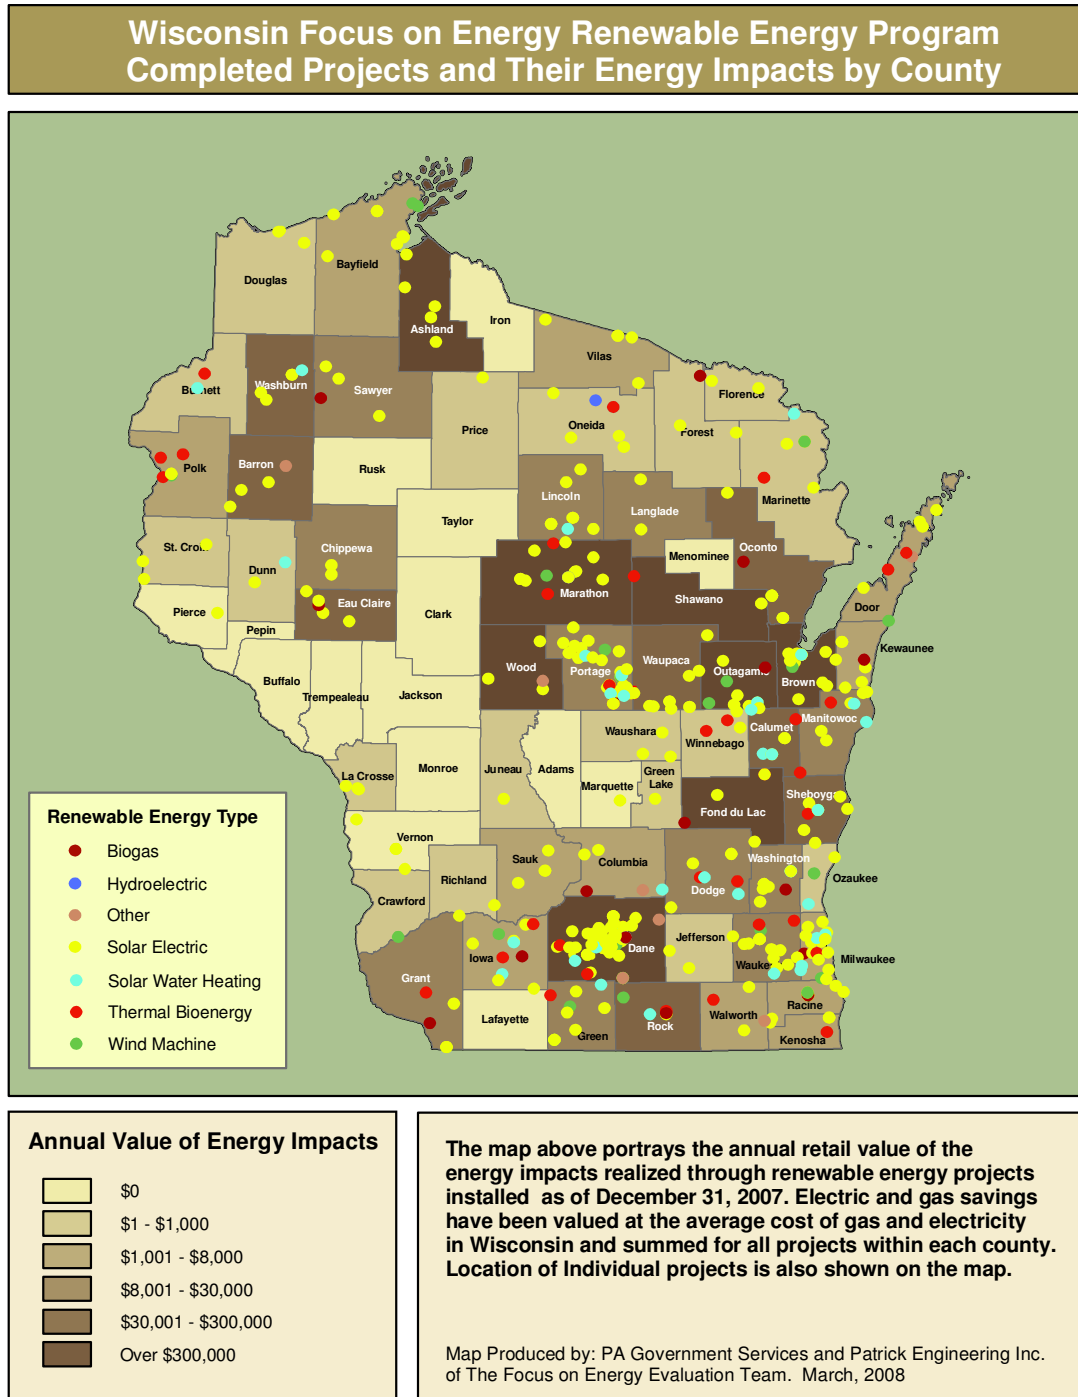 Wisconsin Focus on Energy Renewable Energy Program
Completed Projects and Their Energy Impacts by County
Douglas
Bayfield
Ashland
Iron
Vilas
Burnett
Washburn
Sawyer
Price
Oneida
Forest
Florence
Polk
Barron
Rusk
Lincoln
Langlade
Marinette
Taylor
St. Croix
Dunn
Chippewa
Menominee
Oconto
Marathon
Shawano
Pierce
Eau Claire
Clark
Door
Pepin
Kewaunee
Buffalo
Trempealeau
Jackson
Wood
Portage
Waupaca
Outagamie
Brown
Waushara
Winnebago
Calumet
Manitowoc
La Crosse
Monroe
Juneau
Adams
Marquette
Green
Lake
Fond du Lac
Sheboygan
Vernon
Sauk
Columbia
Dodge
Washington
Ozaukee
Richland
Crawford
Iowa
Dane
Jefferson
Waukesha
Milwaukee
Grant
Lafayette
Green
Rock
Walworth
Racine
Kenosha
Renewable Energy Type
Biogas
Hydroelectric
Other
Solar Electric
Solar Water Heating
Thermal Bioenergy
Wind Machine
Annual Value of Energy Impacts
$0
$1 - $1,000
$1,001 - $8,000
$8,001 - $30,000
$30,001 - $300,000
Over $300,000
The map above portrays the annual retail value of the
energy impacts realized through renewable energy projects
installed as of December 31, 2007. Electric and gas savings
have been valued at the average cost of gas and electricity
in Wisconsin and summed for all projects within each county.
Location of Individual projects is also shown on the map.
Map Produced by: PA Government Services and Patrick Engineering Inc.
of The Focus on Energy Evaluation Team. March, 2008